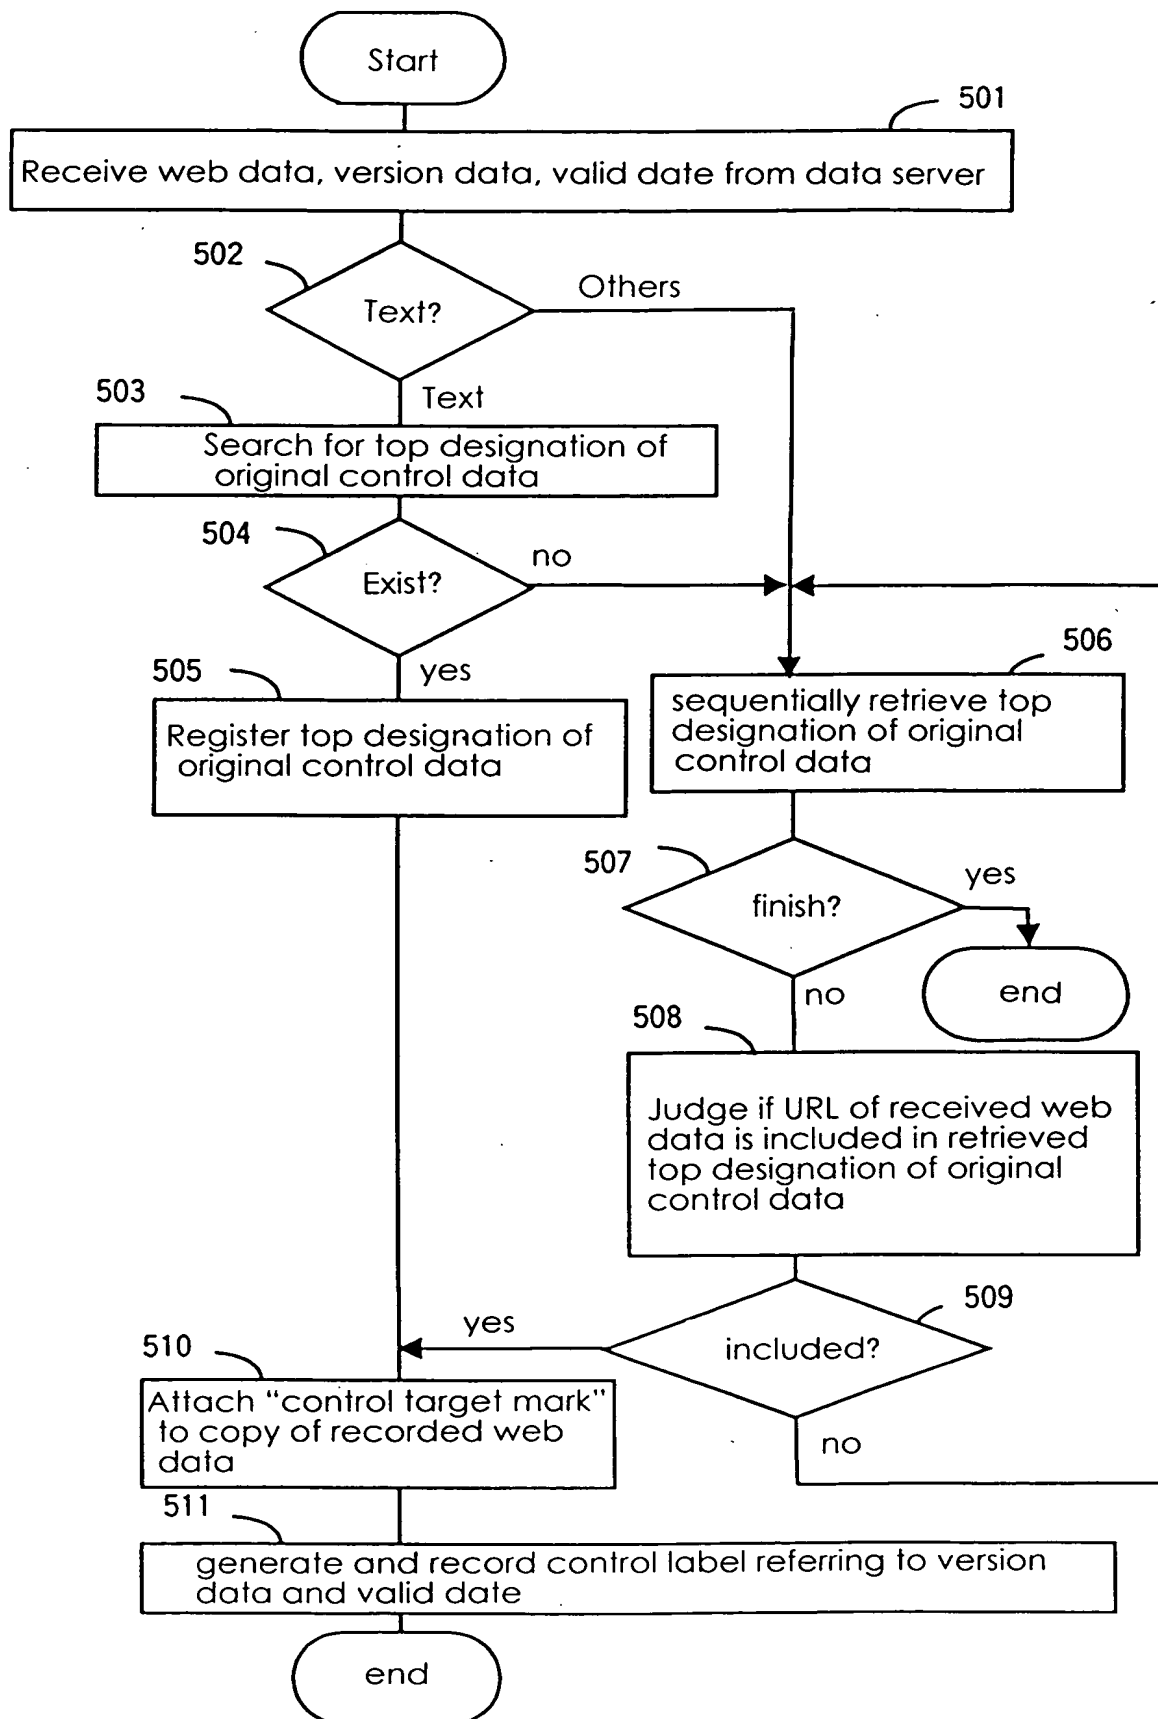 Start
501
Receive web data, version data, valid date from data server
502
Text?
Others
Text
503
Search for top designation of
original control data
504
Exist?
no
yes
505
Register top designation of
original control data
506
sequentially retrieve top
designation of original
control data
507
finish?
yes
end
no
508
Judge if URL of received web
data is included in retrieved
top designation of original
control data
509
included?
yes
no
510
Attach “control target mark”
to copy of recorded web
data
511
generate and record control label referring to version
data and valid date
end